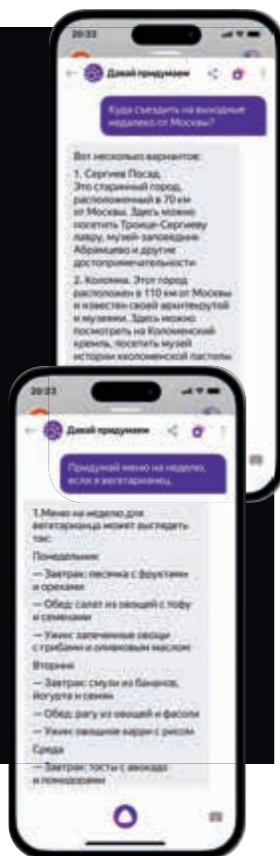 20:33
Давай придумаем
Куда съездить на выходные
недалеко от Москвы?
Вот несколько вариантов:
1. Сергиев Посад.
Это старинный город,
расположенный в 70 км
от Москвы. Здесь можно
посетить Троице-Сергиеву
лавру, музей-заповедник
Абрамцево и другие
достопримечательности.
2. Коломна. Этот город
расположен в 110 км от Москвы
и известен своей архитектурой
и музеями. Здесь можно
посмотреть на Коломенский
кремль, посетить музей
истории коломенской пастилы
20:33
Давай придумаем
Придумай меню на неделю,
если я вегетарианец.
1.Меню на неделю для
вегетарианца может выглядеть
так:
Понедельник
— Завтрак: овсянка с фруктами
и орехами
— Обед: салат из овощей с тофу
и семенами
— Ужин: запеченные овощи
с грибами и оливковым маслом
Вторник
— Завтрак: смузи из бананов,
йогурта и семян
— Обед: рагу из овощей и фасоли
— Ужин: овощное карри с рисом
Среда
— Завтрак: тосты с авокадо
и помидорами